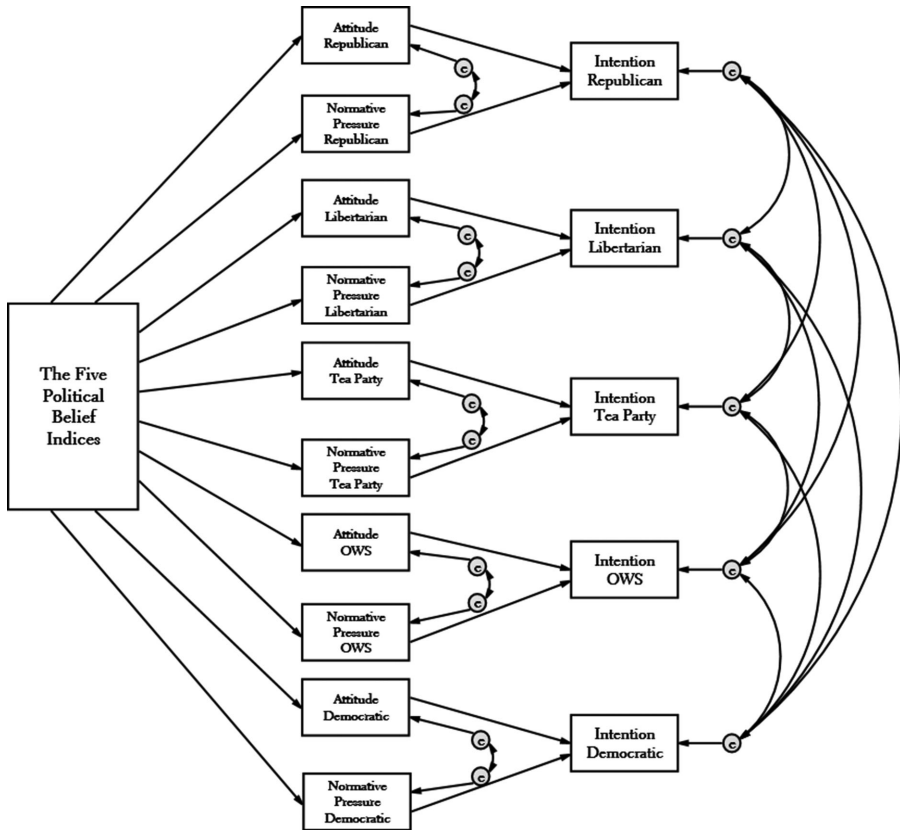 Attitude
Republican
Intention
Republican
c
c
c
Normative
Pressure
Republican
Attitude
Libertarian
Intention
Libertarian
c
c
c
Normative
Pressure
Libertarian
The Five
Political
Belief
Indices
Attitude
Tea Party
Intention
Tea Party
c
c
c
Normative
Pressure
Tea Party
Attitude
OWS
Intention
OWS
c
c
c
Normative
Pressure
OWS
Attitude
Democratic
Intention
Democratic
c
c
c
Normative
Pressure
Democratic